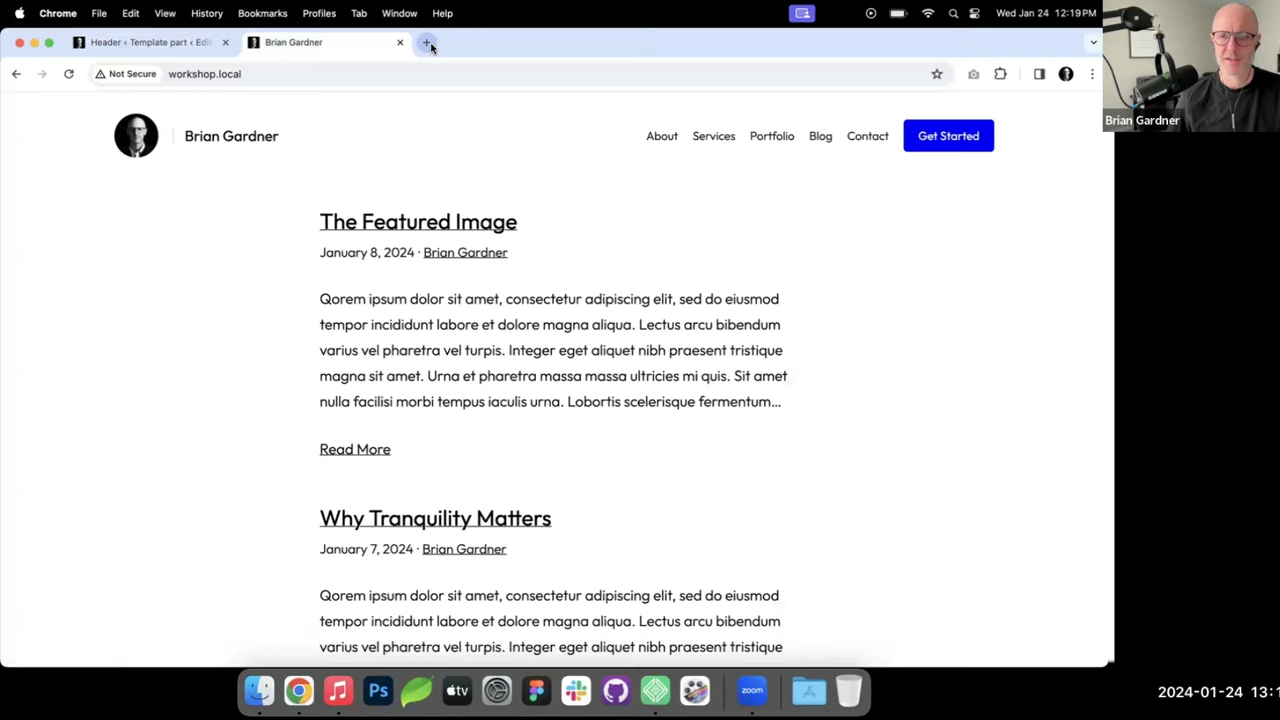 Chrome File Edit View History Bookmarks Profiles Tab Window Help
Wed Jan 24 12:19 PM
Header ‹ Template part ‹ Edit
Brian Gardner
Not Secure workshop.local
Brian Gardner
Brian Gardner
About Services Portfolio Blog Contact Get Started
The Featured Image
January 8, 2024 · Brian Gardner
Qorem ipsum dolor sit amet, consectetur adipiscing elit, sed do eiusmod
tempor incididunt labore et dolore magna aliqua. Lectus arcu bibendum
varius vel pharetra vel turpis. Integer eget aliquet nibh praesent tristique
magna sit amet. Urna et pharetra massa massa ultricies mi quis. Sit amet
nulla facilisi morbi tempus iaculis urna. Lobortis scelerisque fermentum...
Read More
Why Tranquility Matters
January 7, 2024 · Brian Gardner
Qorem ipsum dolor sit amet, consectetur adipiscing elit, sed do eiusmod
tempor incididunt labore et dolore magna aliqua. Lectus arcu bibendum
varius vel pharetra vel turpis. Integer eget aliquet nibh praesent tristique
Ps tv zoom
2024-01-24 13:1